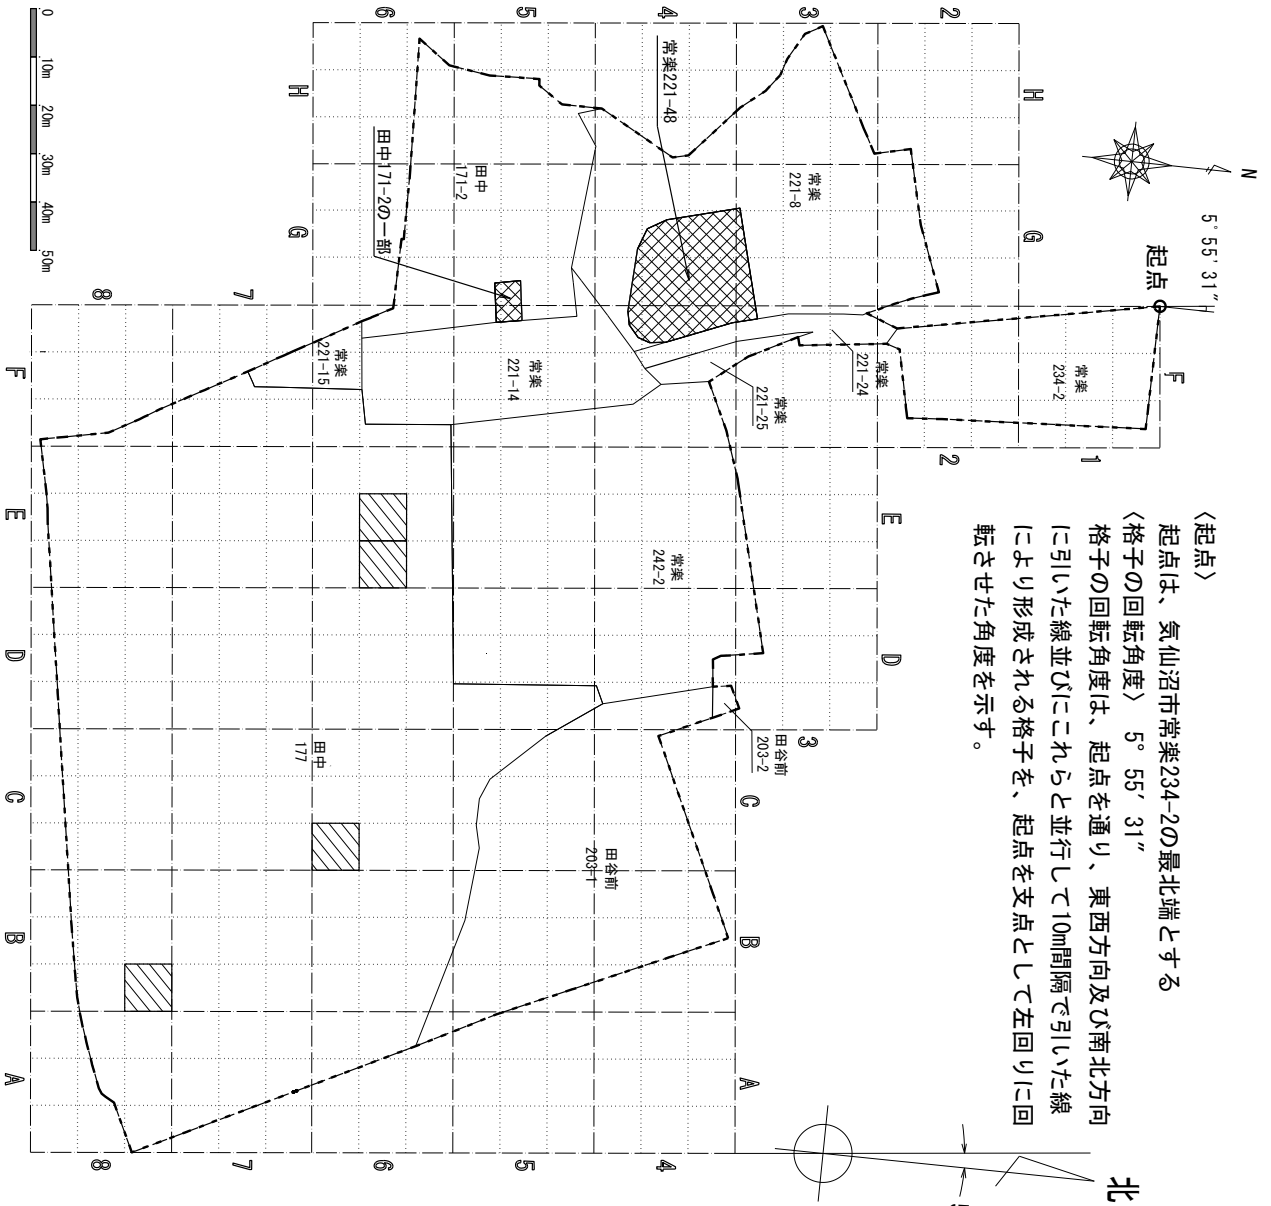 〈起点〉
起点は、気仙沼市常楽234-2の最北端とする
〈格子の回転角度〉 5° 55′ 31″
格子の回転角度は、起点を通り、東西方向及び南北方向
に引いた線並びにこれらと並行して10m間隔で引いた線
により形成される格子を、起点を支点として左回りに回
転させた角度を示す。
N
5° 55′ 31″
起点
北
F
1
2
2
3
3
4
4
5
5
6
6
7
7
8
8
H
H
G
G
F
E
E
D
D
C
C
B
B
A
A
常楽
234-2
常楽
221-24
常楽
221-25
常楽
221-8
常楽221-48
田中
171-2
田中171-2の一部
常楽
221-14
常楽
221-15
常楽
242-2
田谷前
203-2
田谷前
203-1
田中
177
0
10m
20m
30m
40m
50m